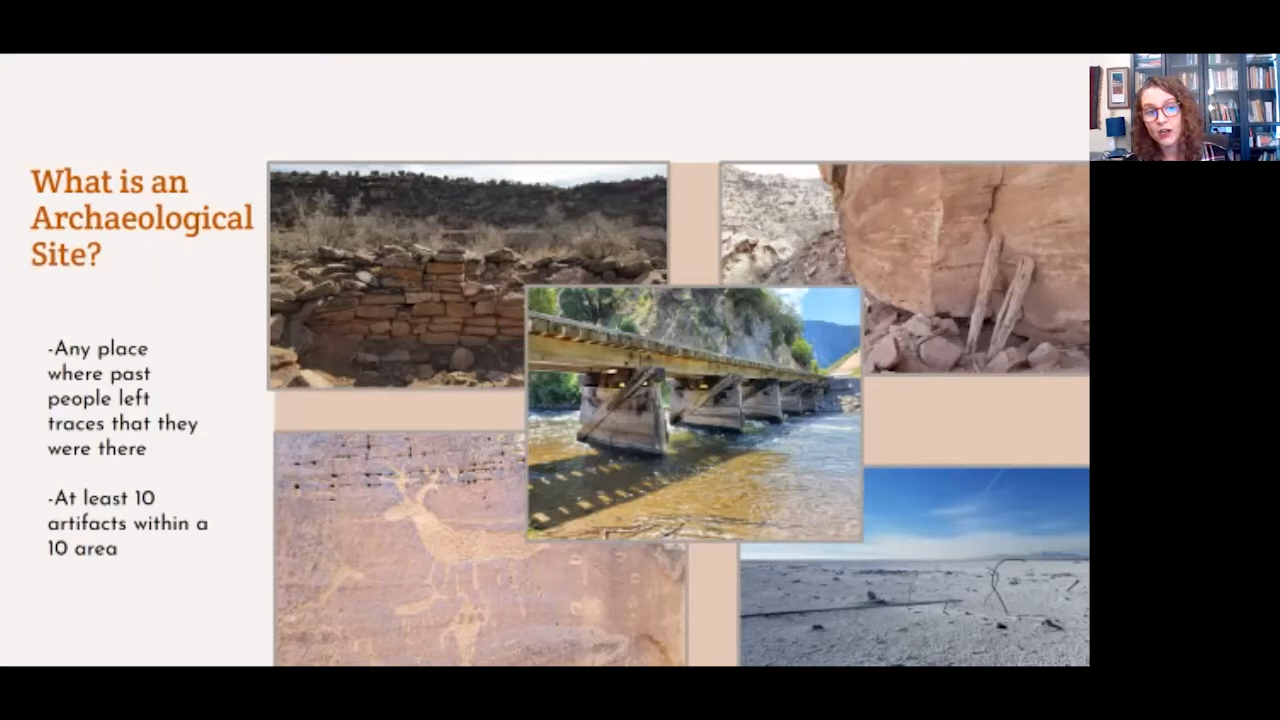 What is an
Archaeological
Site?
-Any place
where past
people left
traces that they
were there
-At least 10
artifacts within a
10 area